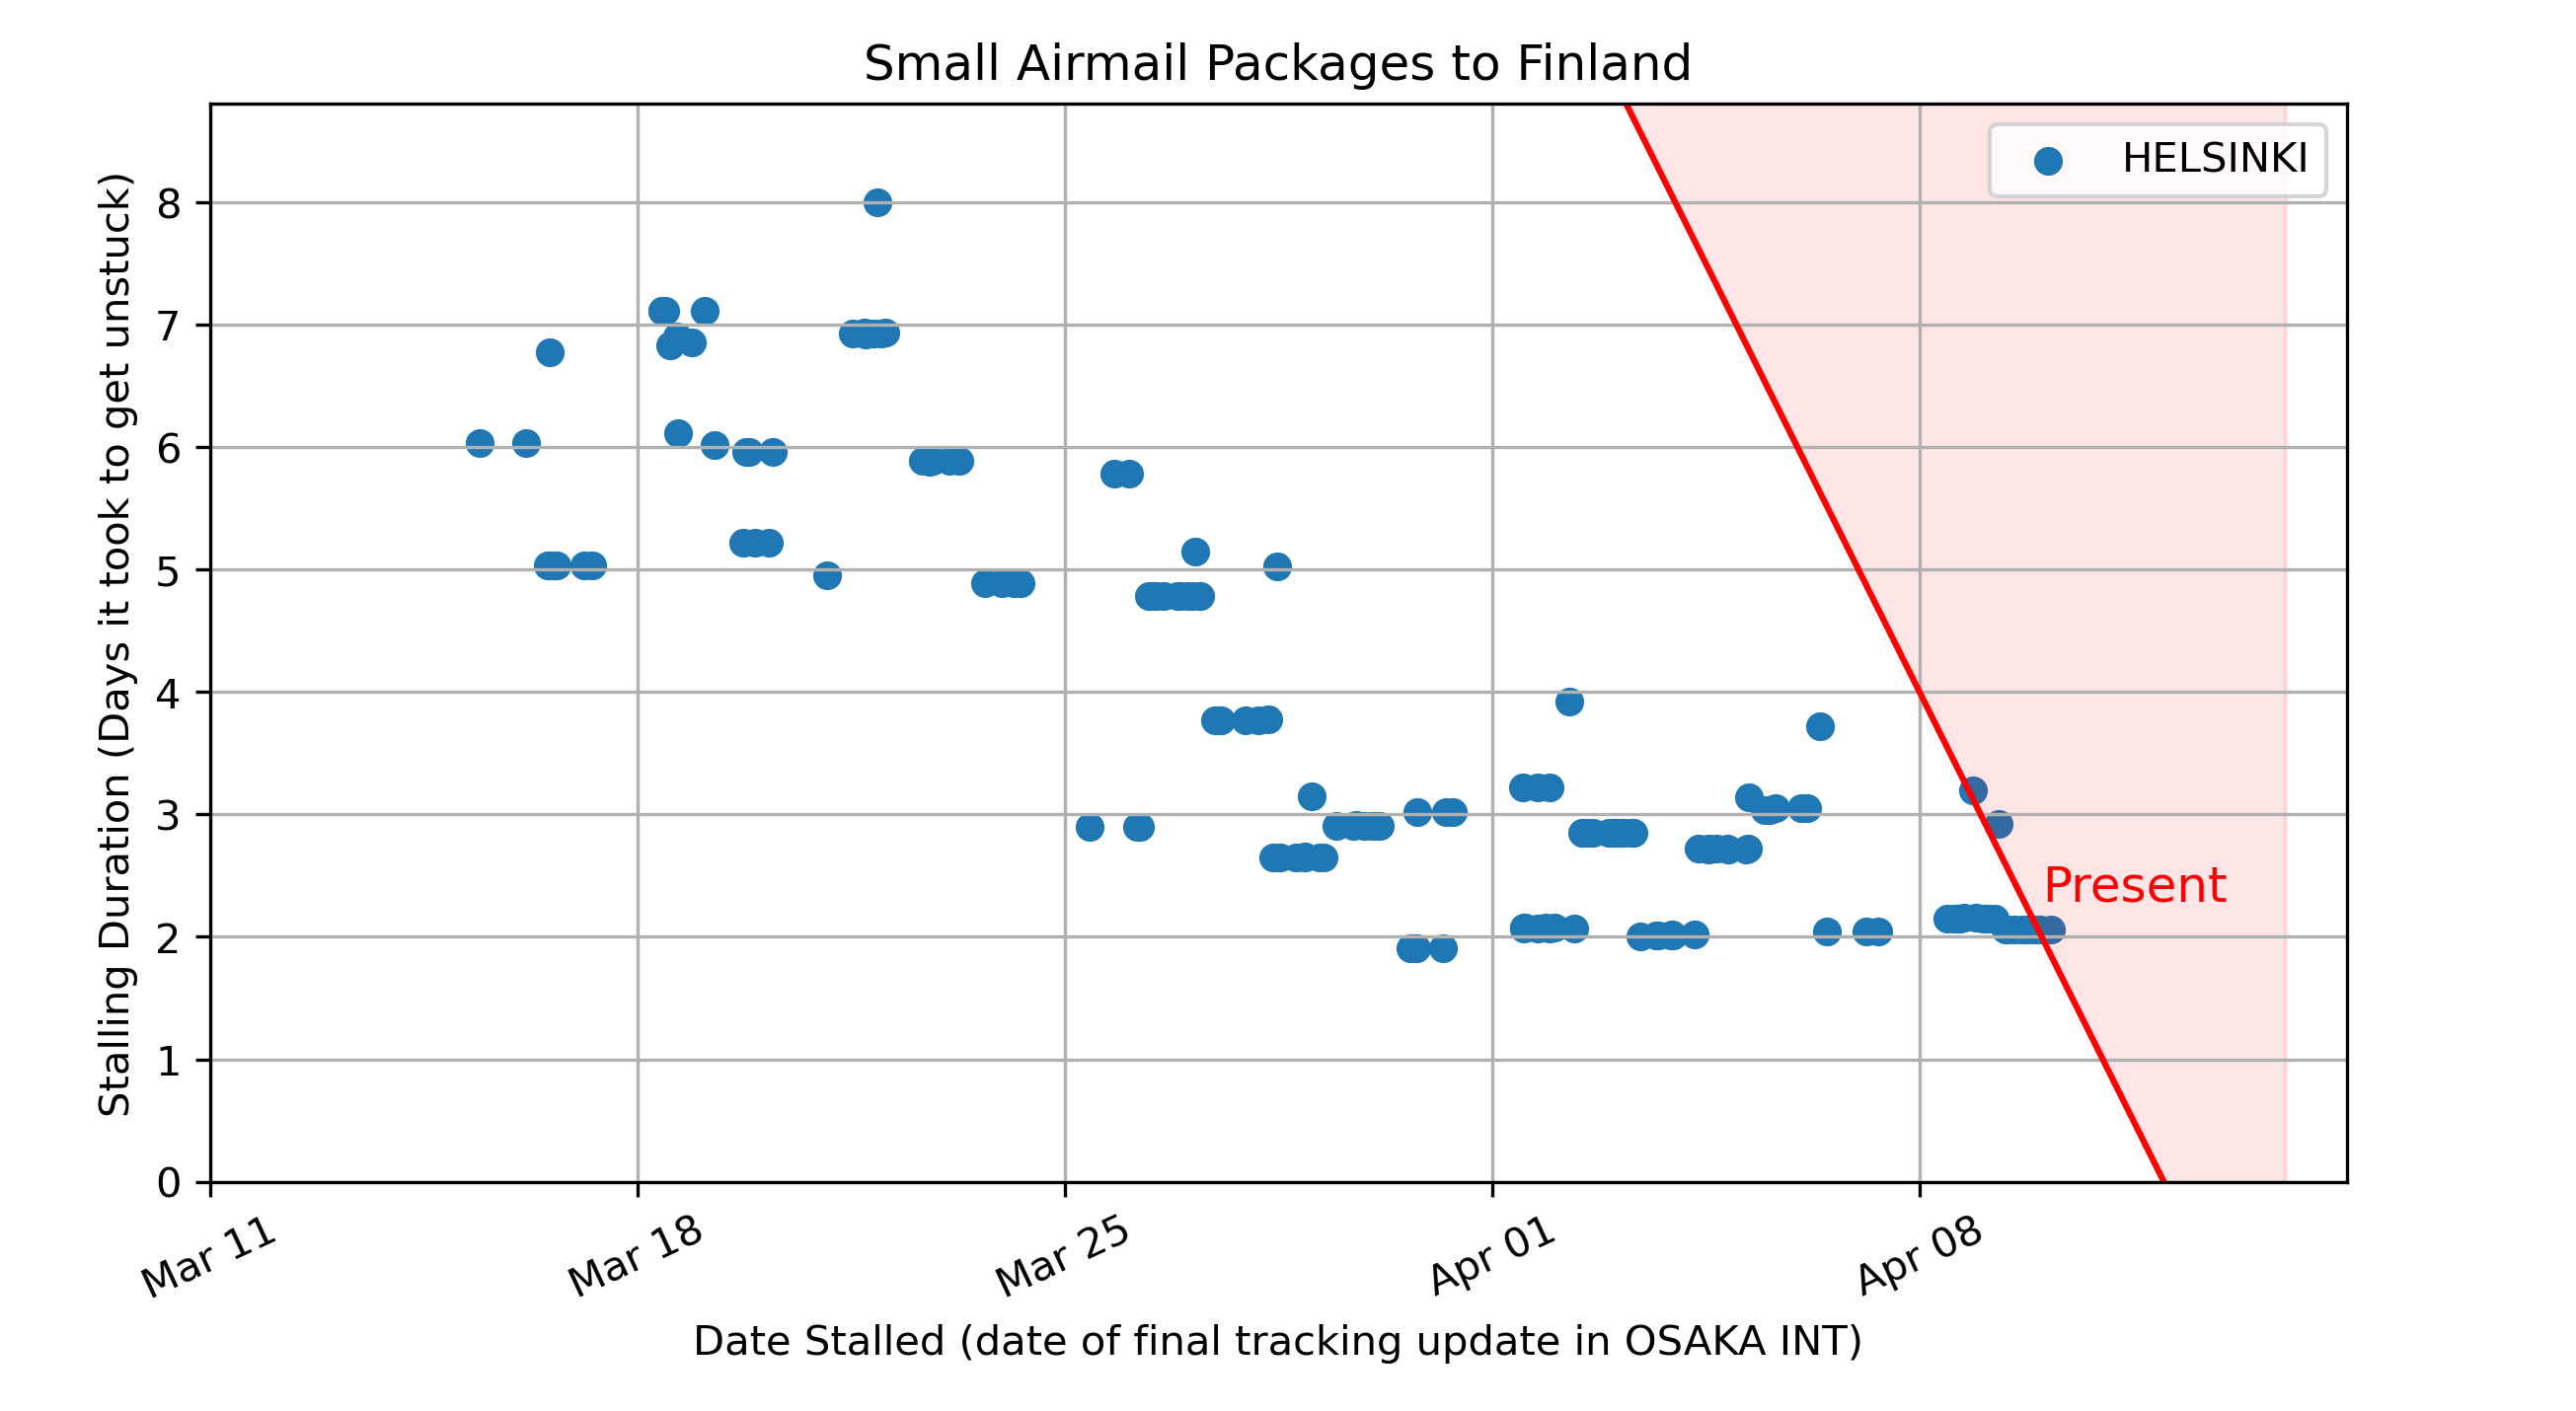 Small Airmail Packages to Finland
HELSINKI
Stalling Duration (Days it took to get unstuck)
8
7
6
5
4
3
2
1
0
Present
Mar 11
Mar 18
Mar 25
Apr 01
Apr 08
Date Stalled (date of final tracking update in OSAKA INT)